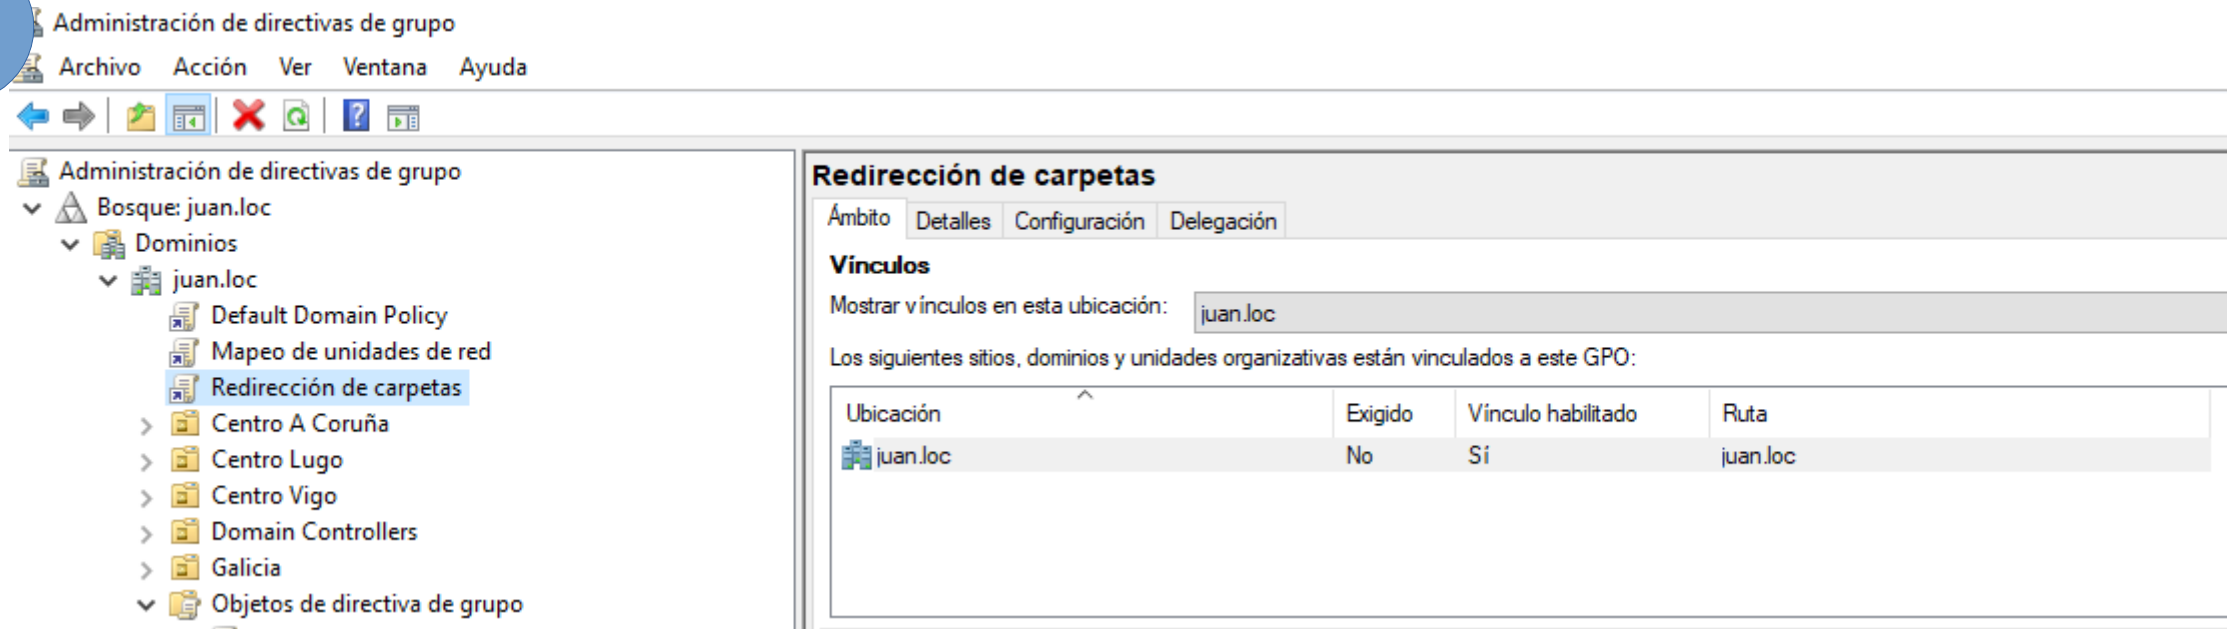 Administración de directivas de grupo
Archivo Acción Ver Ventana Ayuda
Administración de directivas de grupo
Bosque: juan.loc
Dominios
juan.loc
Default Domain Policy
Mapeo de unidades de red
Redirección de carpetas
Centro A Coruña
Centro Lugo
Centro Vigo
Domain Controllers
Galicia
Objetos de directiva de grupo
Redirección de carpetas
Ámbito Detalles Configuración Delegación
Vínculos
Mostrar vínculos en esta ubicación: juan.loc
Los siguientes sitios, dominios y unidades organizativas están vinculados a este GPO:
Ubicación Exigido Vínculo habilitado Ruta
juan.loc No Sí juan.loc